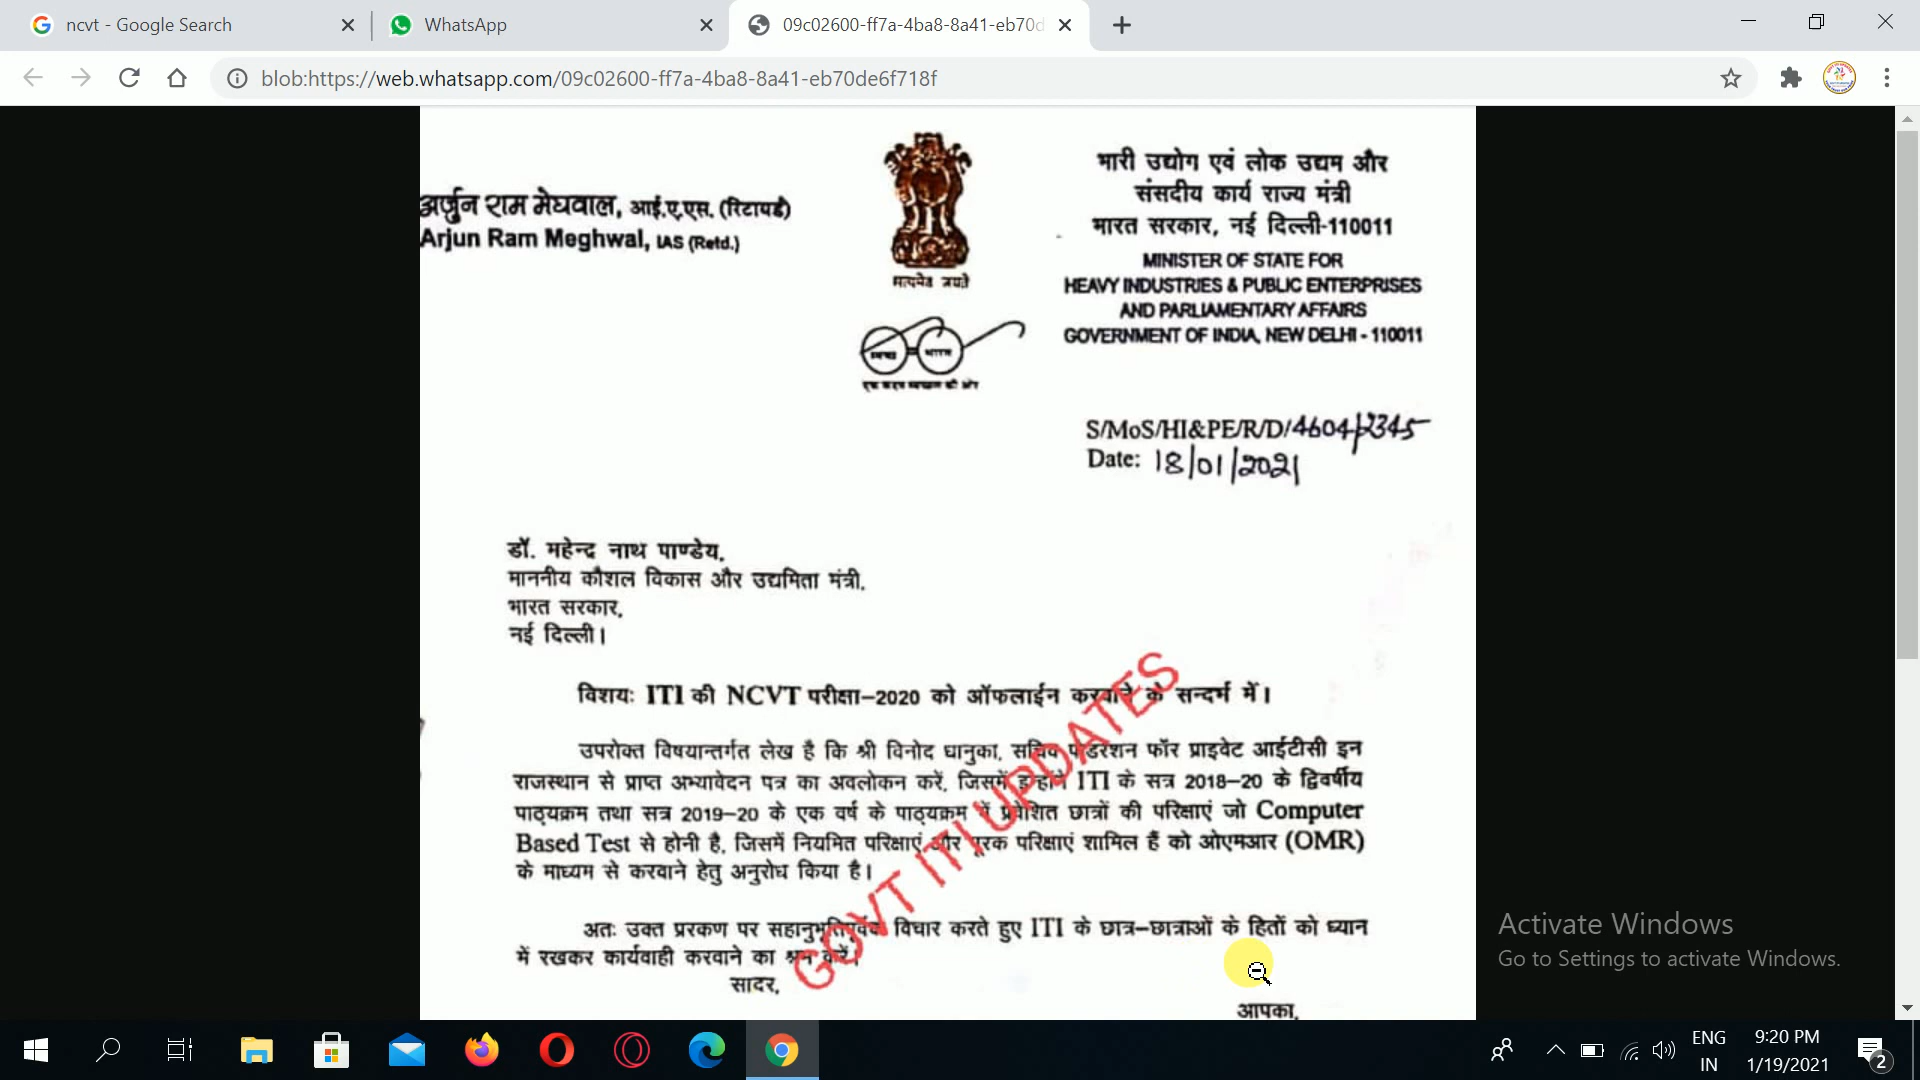 ncvt - Google Search
WhatsApp
09c02600-ff7a-4ba8-8a41-eb70d
blob:https://web.whatsapp.com/09c02600-ff7a-4ba8-8a41-eb70de6f718f
अर्जुन राम मेघवाल, आई.ए.एस. (रिटायर्ड)
Arjun Ram Meghwal, IAS (Retd.)
सत्यमेव जयते
भारी उद्योग एवं लोक उद्यम और
संसदीय कार्य राज्य मंत्री
भारत सरकार, नई दिल्ली-110011
MINISTER OF STATE FOR
HEAVY INDUSTRIES & PUBLIC ENTERPRISES
AND PARLIAMENTARY AFFAIRS
GOVERNMENT OF INDIA, NEW DELHI - 110011
स्वच्छ भारत
एक कदम स्वच्छता की ओर
S/MoS/HI&PE/R/D/4604/2345
Date: 18/01/2021
डॉ. महेन्द्र नाथ पाण्डेय,
माननीय कौशल विकास और उद्यमिता मंत्री,
भारत सरकार,
नई दिल्ली।
विशयः ITI की NCVT परीक्षा-2020 को ऑफलाईन करवाने के सन्दर्भ में।
उपरोक्त विषयान्तर्गत लेख है कि श्री विनोद धानुका, सचिव फॉर प्राइवेट आईटीसी इन
राजस्थान से प्राप्त अभ्यावेदन पत्र का अवलोकन करें, जिसमें इन्होंने ITI के सत्र 2018-20 के द्विवर्षीय
पाठ्यक्रम तथा सत्र 2019-20 के एक वर्ष के पाठ्यक्रम में प्रवेशित छात्रों की परिक्षाएं जो Computer
Based Test से होनी है, जिसमें नियमित परिक्षाएं और पूरक परिक्षाएं शामिल हैं को ओएमआर (OMR)
के माध्यम से करवाने हेतु अनुरोध किया है।
अतः उक्त प्रकरण पर सहानुभूतिपूर्वक विचार करते हुए ITI के छात्र-छात्राओं के हितों को ध्यान
में रखकर कार्यवाही करवाने का श्रम करें।
सादर,
आपका,
GOVT ITI UPDATES
Activate Windows
Go to Settings to activate Windows.
ENG
IN
9:20 PM
1/19/2021
2